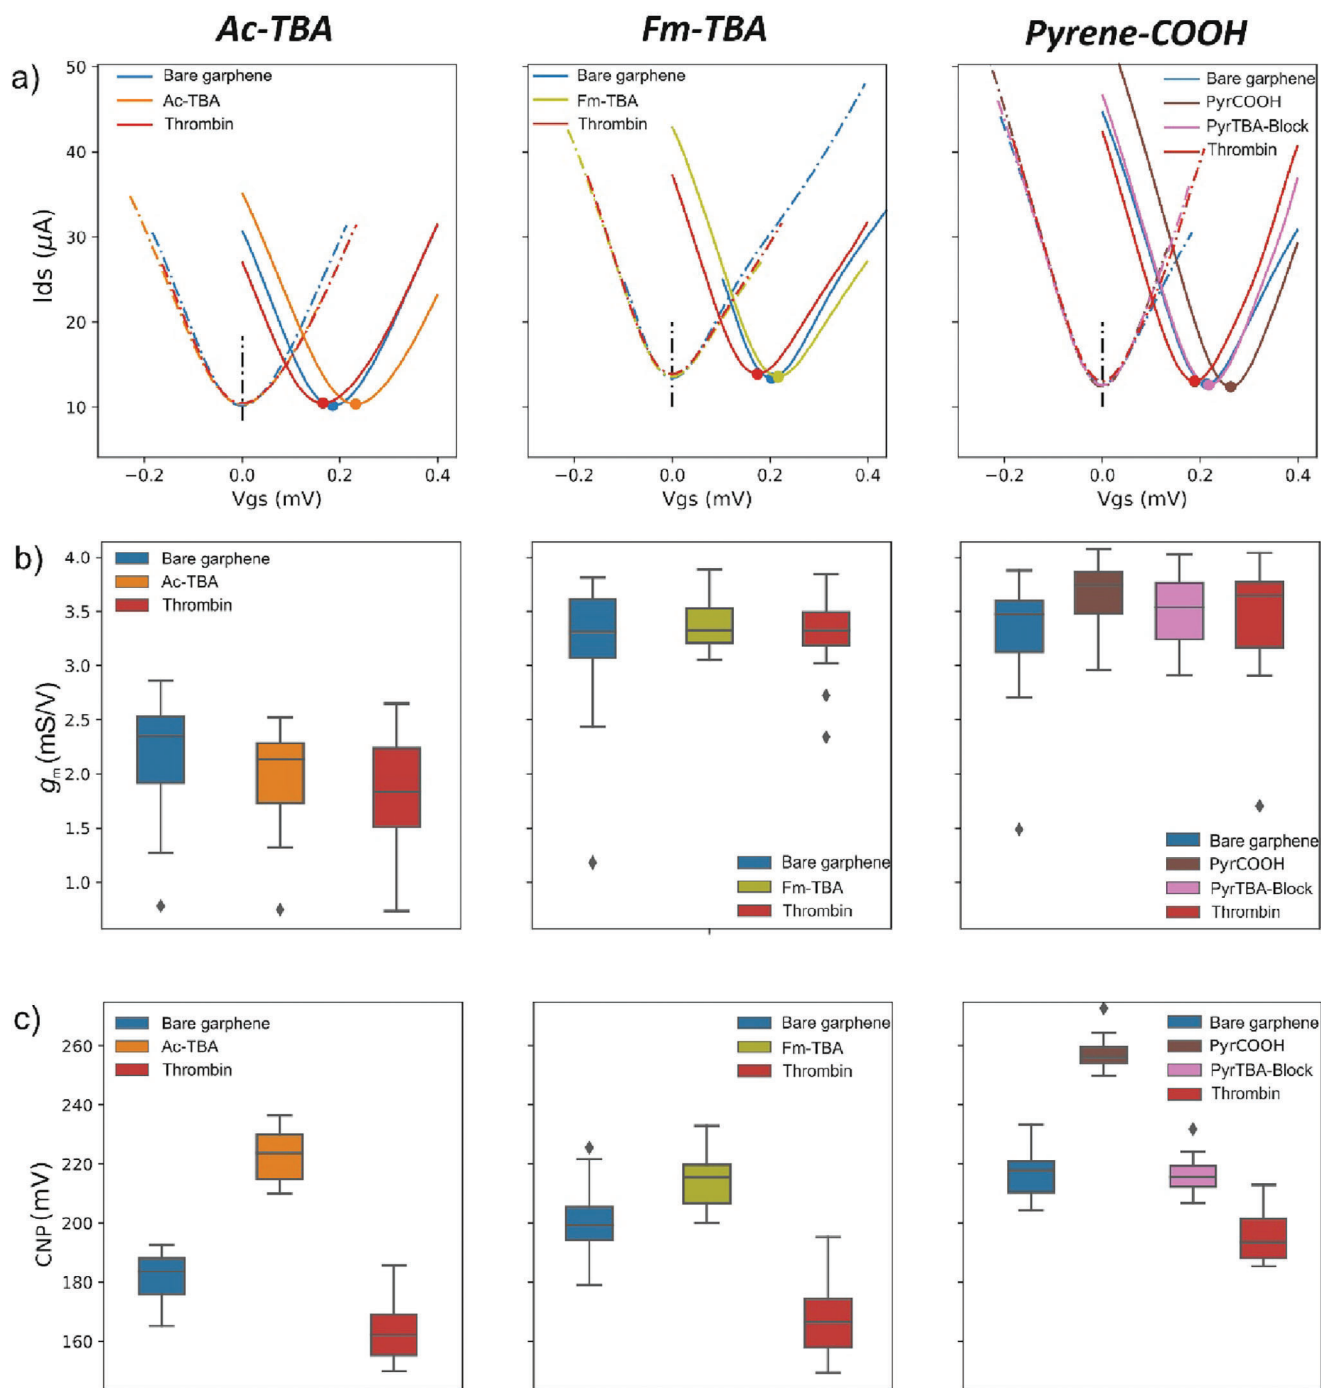 Ac-TBA Fm-TBA Pyrene-COOH
a)
50
40
30
20
10
Ids (μA)
Bare garphene
Ac-TBA
Thrombin
−0.2 0.0 0.2 0.4
Vgs (mV)
Bare garphene
Fm-TBA
Thrombin
−0.2 0.0 0.2 0.4
Vgs (mV)
Bare garphene
PyrCOOH
PyrTBA-Block
Thrombin
−0.2 0.0 0.2 0.4
Vgs (mV)
b)
4.0
3.5
3.0
2.5
2.0
1.5
1.0
gm (mS/V)
Bare garphene
Ac-TBA
Thrombin
Bare garphene
Fm-TBA
Thrombin
Bare garphene
PyrCOOH
PyrTBA-Block
Thrombin
c)
260
240
220
200
180
160
CNP (mV)
Bare garphene
Ac-TBA
Thrombin
Bare garphene
Fm-TBA
Thrombin
Bare garphene
PyrCOOH
PyrTBA-Block
Thrombin